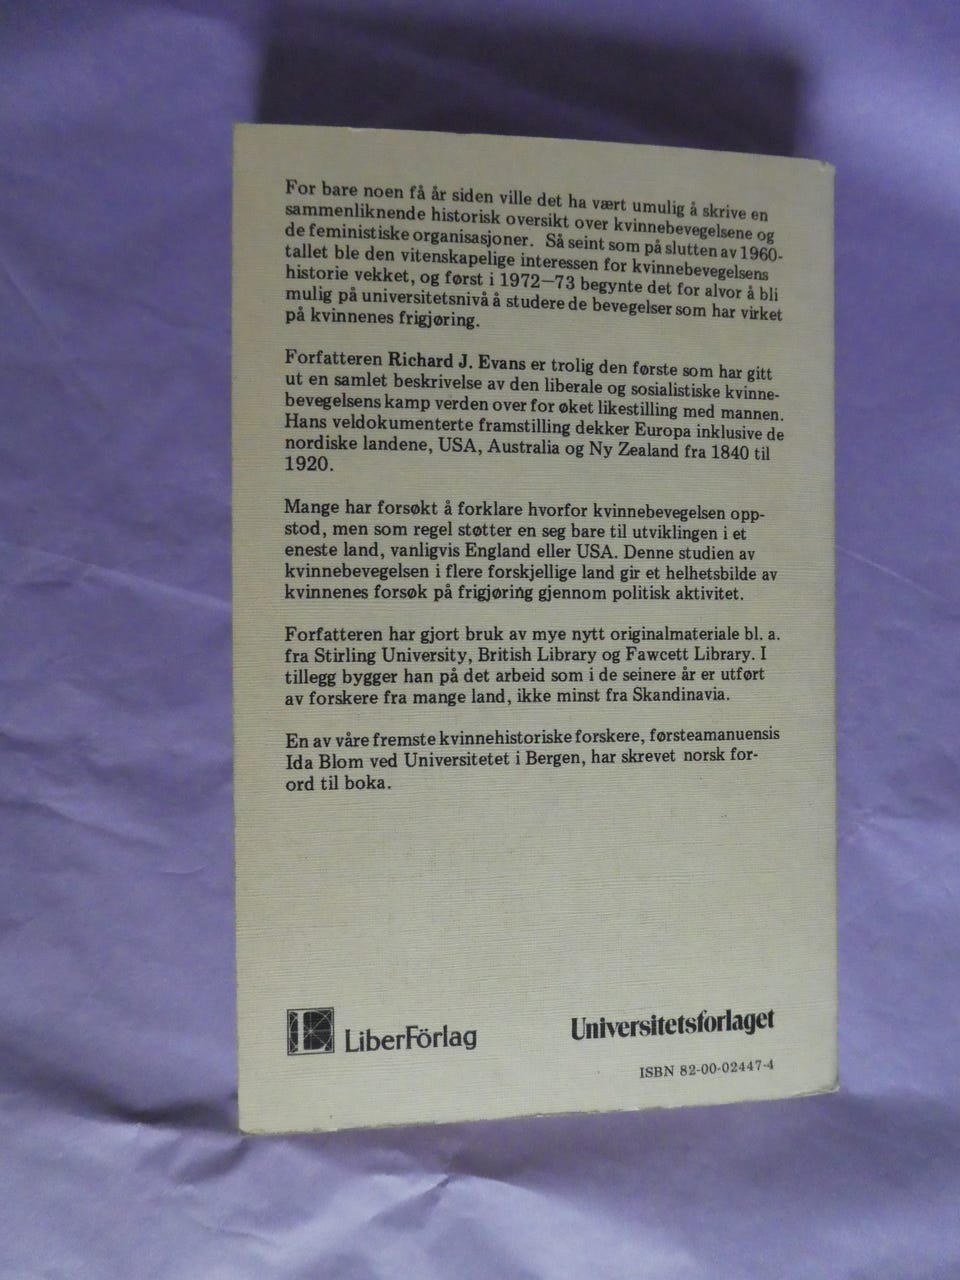 For bare noen få år siden ville det ha vært umulig å skrive en
sammenliknende historisk oversikt over kvinnebevegelsene og
de feministiske organisasjoner. Så seint som på slutten av 1960-
tallet ble den vitenskapelige interessen for kvinnebevegelsens
historie vekket, og først i 1972—73 begynte det for alvor å bli
mulig på universitetsnivå å studere de bevegelser som har virket
på kvinnenes frigjøring.
Forfatteren Richard J. Evans er trolig den første som har gitt
ut en samlet beskrivelse av den liberale og sosialistiske kvinne-
bevegelsens kamp verden over for øket likestilling med mannen.
Hans veldokumenterte framstilling dekker Europa inklusive de
nordiske landene, USA, Australia og Ny Zealand fra 1840 til
1920.
Mange har forsøkt å forklare hvorfor kvinnebevegelsen opp-
stod, men som regel støtter en seg bare til utviklingen i et
eneste land, vanligvis England eller USA. Denne studien av
kvinnebevegelsen i flere forskjellige land gir et helhetsbilde av
kvinnenes forsøk på frigjøring gjennom politisk aktivitet.
Forfatteren har gjort bruk av mye nytt originalmateriale bl. a.
fra Stirling University, British Library og Fawcett Library. I
tillegg bygger han på det arbeid som i de seinere år er utført
av forskere fra mange land, ikke minst fra Skandinavia.
En av våre fremste kvinnehistoriske forskere, førsteamanuensis
Ida Blom ved Universitetet i Bergen, har skrevet norsk for-
ord til boka.
LiberFörlag
Universitetsforlaget
ISBN 82-00-02447-4